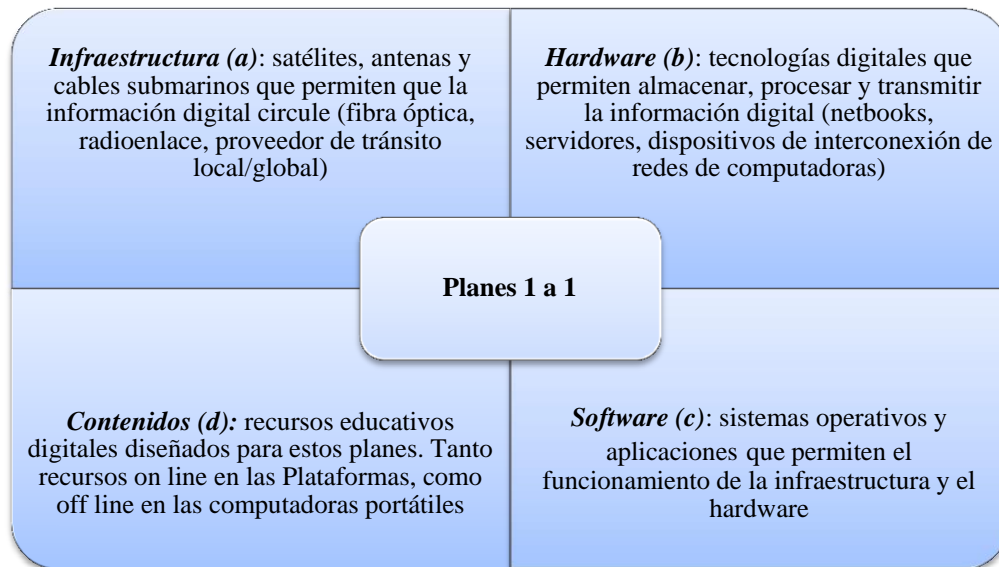 Infraestructura (a): satélites, antenas y
cables submarinos que permiten que la
información digital circule (fibra óptica,
radioenlace, proveedor de tránsito
local/global)
Hardware (b): tecnologías digitales que
permiten almacenar, procesar y transmitir
la información digital (netbooks,
servidores, dispositivos de interconexión de
redes de computadoras)
Planes 1 a 1
Contenidos (d): recursos educativos
digitales diseñados para estos planes. Tanto
recursos on line en las Plataformas, como
off line en las computadoras portátiles
Software (c): sistemas operativos y
aplicaciones que permiten el
funcionamiento de la infraestructura y el
hardware